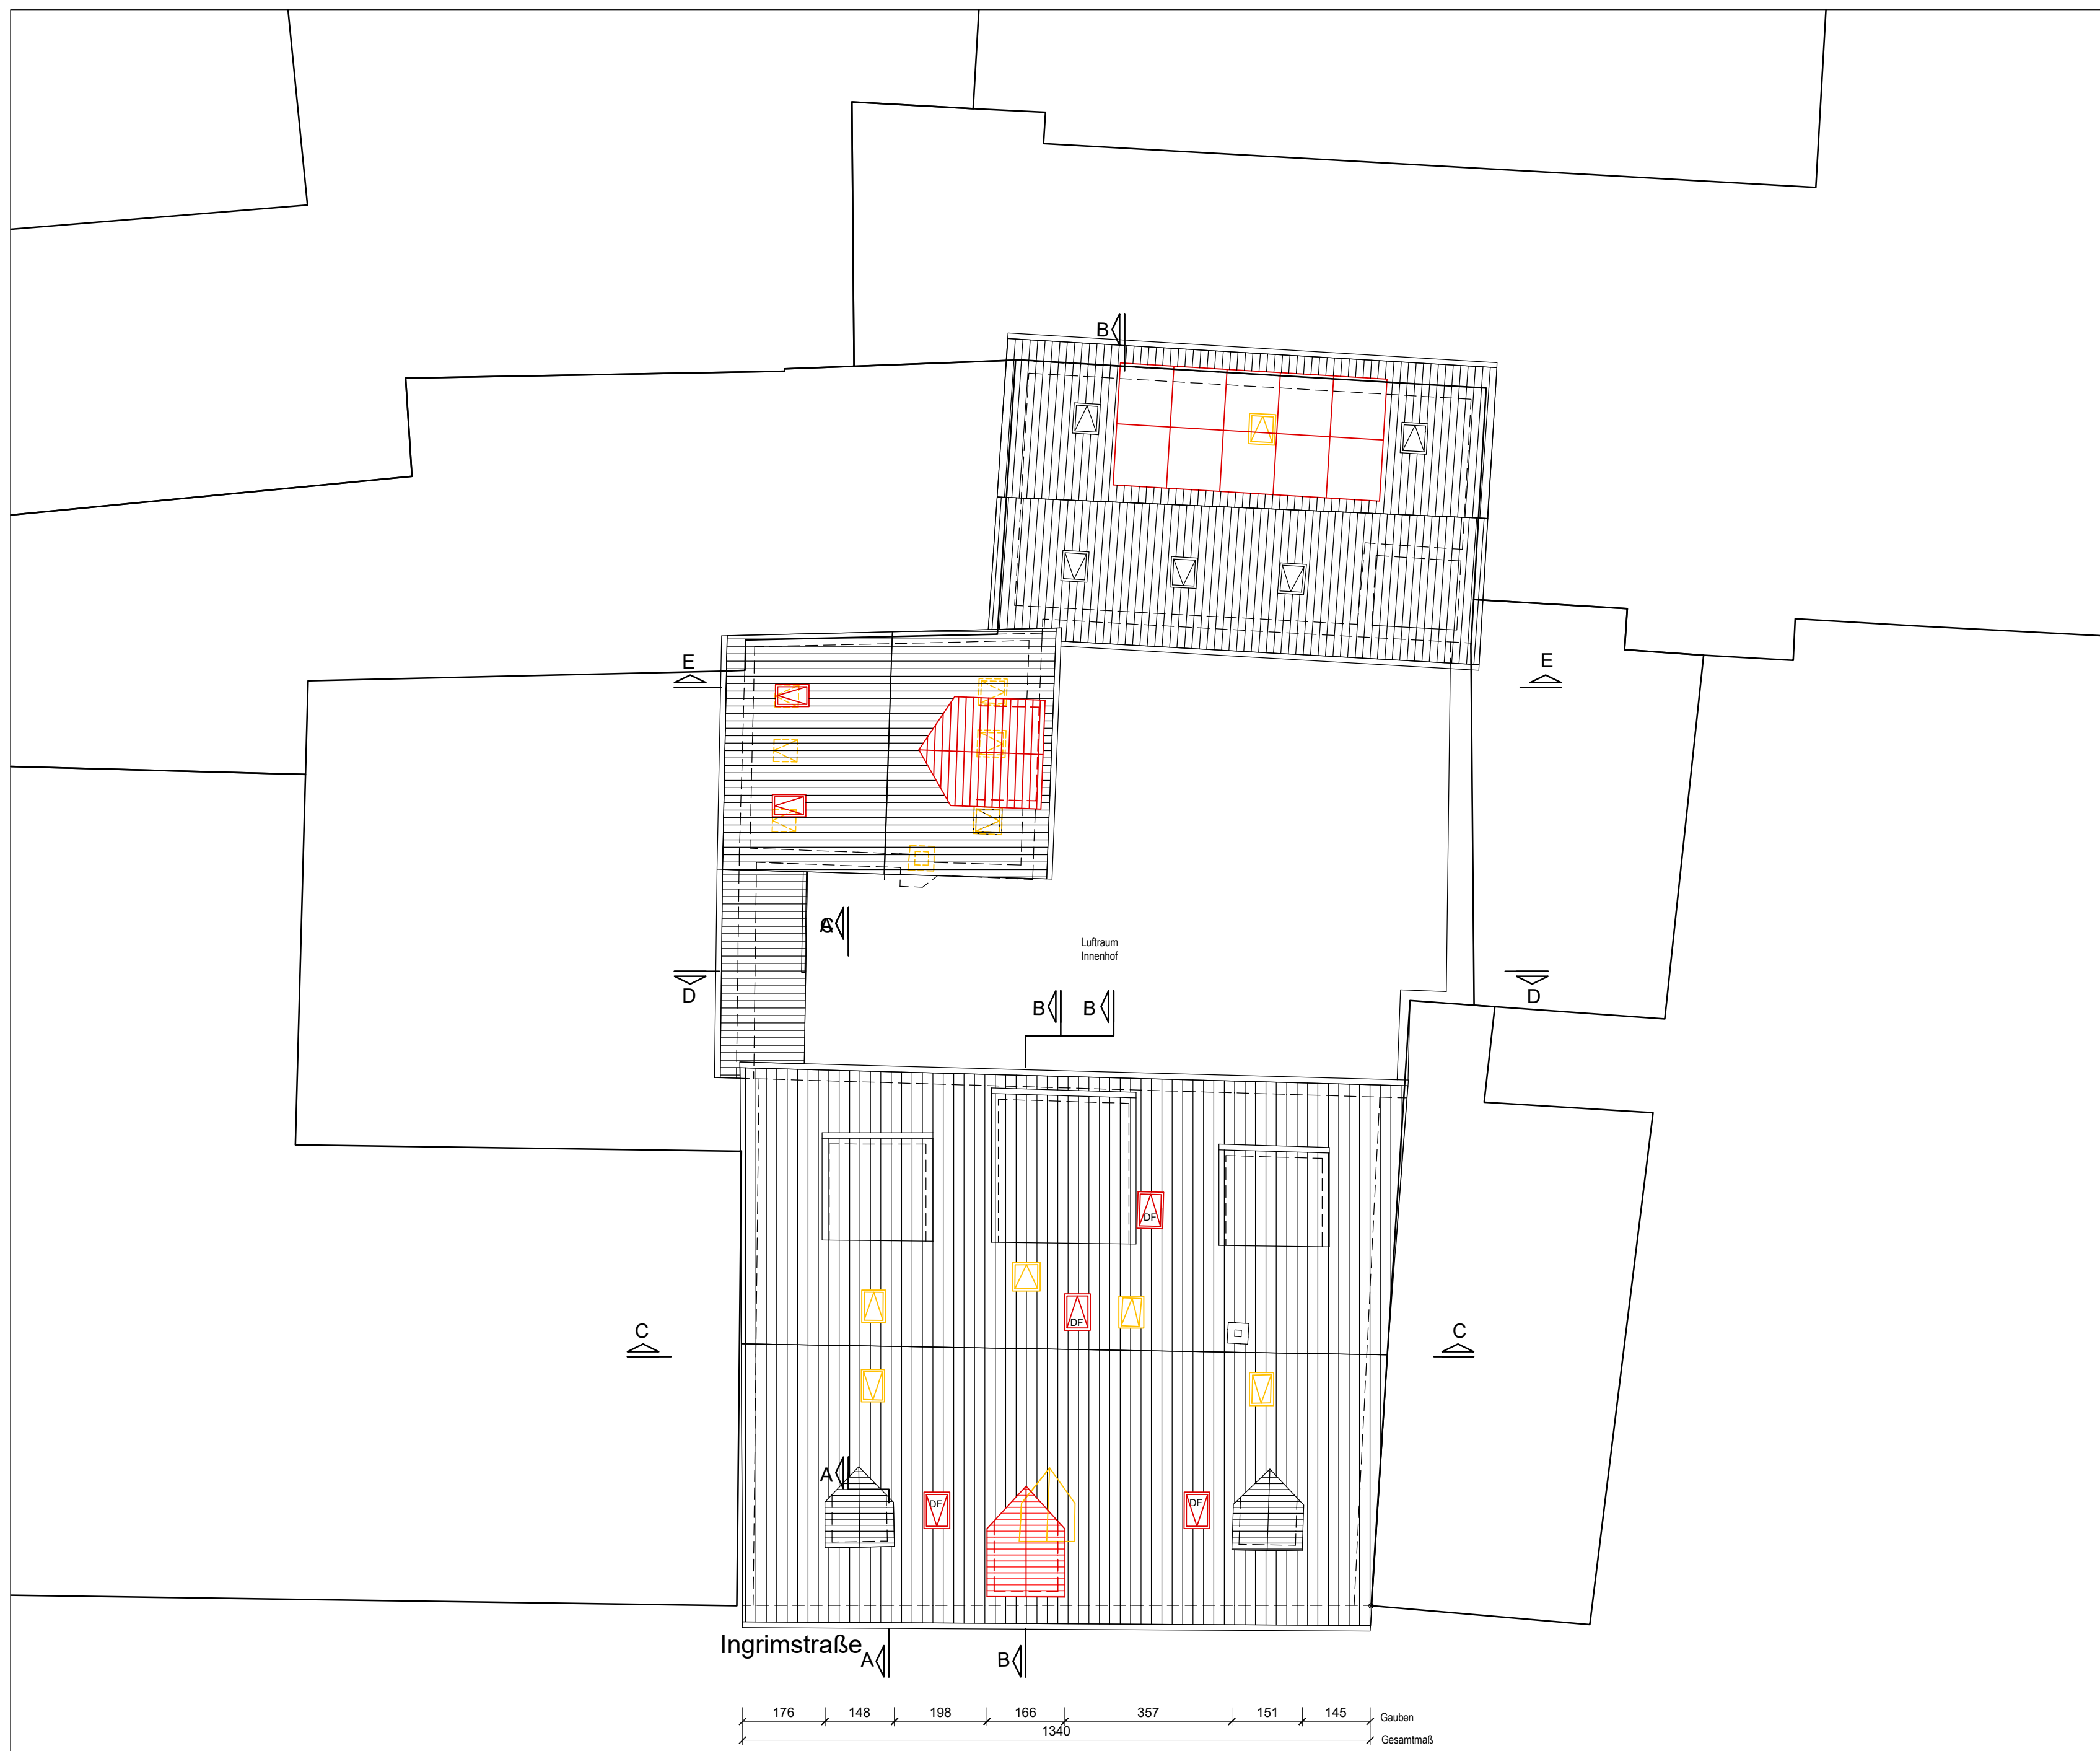 B
E
E
A
C
Luftraum
Innenhof
D
B
B
D
DF
DF
C
C
A
DF
DF
Ingrimstraße
A
B
176 148 198 166 357 151 145 Gauben
1340
Gesamtmaß